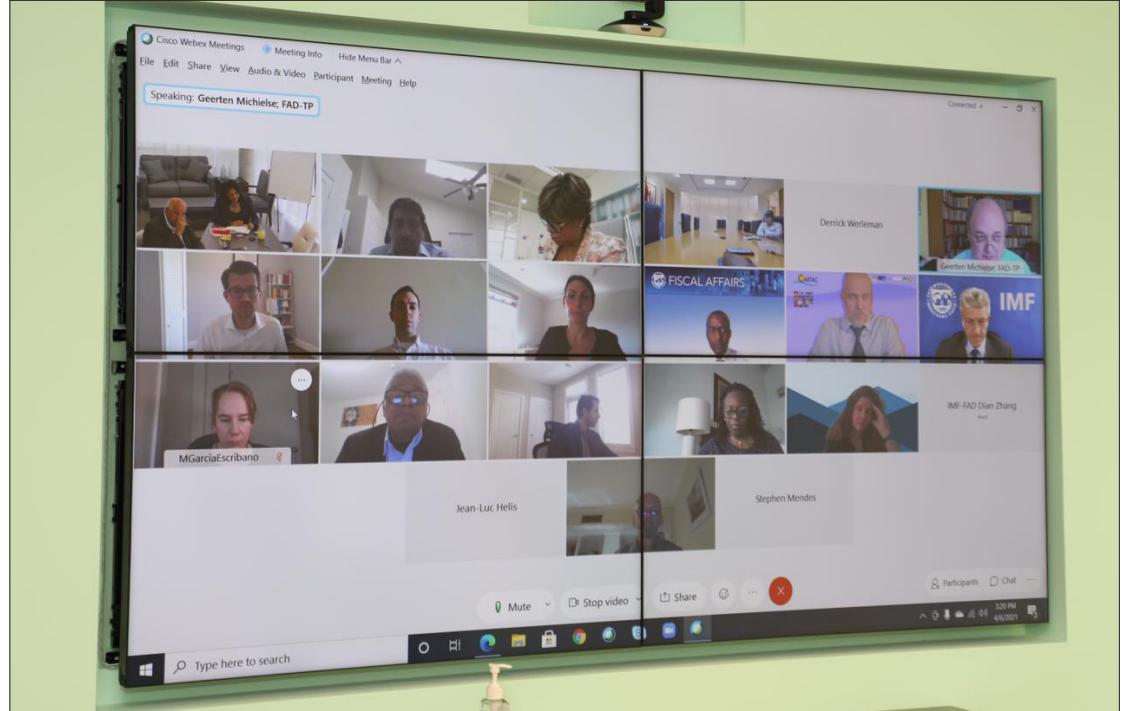 Cisco Webex Meetings
Meeting Info
Hide Menu Bar
File Edit Share View Audio & Video Participant Meeting Help
Speaking: Geerten Michielse; FAD-TP
Connected
Derrick Werleman
Geerten Michielse; FAD-TP
FISCAL AFFAIRS
IMF
MGarciaEscribano
IMF-FAD Dian Zhang
Jean-Luc Helis
Stephen Mendes
Mute
Stop video
Share
Participants
Chat
Type here to search
3:20 PM
4/6/2021